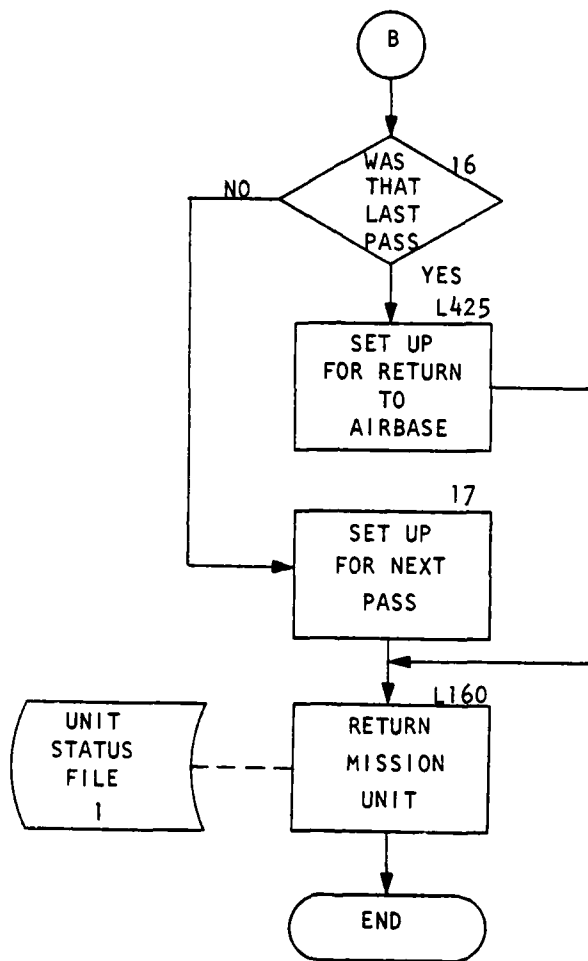 B
16
WAS
THAT
LAST
PASS
NO
YES
L425
SET UP
FOR RETURN
TO
AIRBASE
17
SET UP
FOR NEXT
PASS
L160
RETURN
MISSION
UNIT
UNIT
STATUS
FILE
1
END